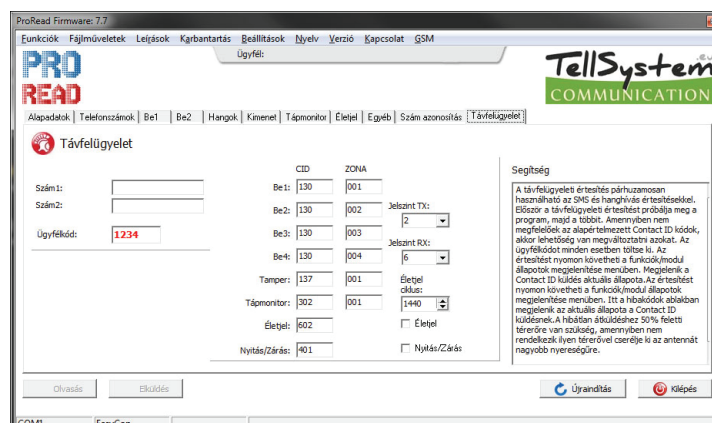 ProRead Firmware: 7.7
Funkciók Fájlműveletek Leírások Karbantartás Beállítások Nyelv Verzió Kapcsolat GSM
Ügyfél:
PRO
READ
TellSystem
.eu
COMMUNICATION
Alapadatok Telefonszámok Be1 Be2 Hangok Kimenet Tápmonitor Életjel Egyéb Szám azonosítás Távfelügyelet
Távfelügyelet
CID ZONA
Szám1:
Szám2:
Ügyfélkód: 1234
Be1: 130 001
Be2: 130 002
Be3: 130 003
Be4: 130 004
Tamper: 137 001
Tápmonitor: 302 001
Életjel: 602
Nyitás/Zárás: 401
Jelszint TX:
2
Jelszint RX:
6
Életjel
ciklus:
1440
Életjel
Nyitás/Zárás
Segítség
A távfelügyeleti értesítés párhuzamosan
használható az SMS és hanghívás értesítésekkel.
Először a távfelügyeleti értesítést próbálja meg a
program, majd a többit. Amennyiben nem
megfelelőek az alapértelmezett Contact ID kódok,
akkor lehetőség van megváltoztatni azokat. Az
ügyfélkódot minden esetben töltse ki. Az
értesítést nyomon követheti a funkciók/modul
állapotok megjelenítése menüben. Megjelenik a
Contact ID küldés aktuális állapota.Az értesítést
nyomon követheti a funkciók/modul állapotok
megjelenítése menüben. Itt a hibakódok ablakban
megjelenik az aktuális állapota a Contact ID
küldésnek.A hibátlan átküldéshez 50% feletti
térerőre van szükség, amennyiben nem
rendelkezik ilyen térerővel cserélje ki az antennát
nagyobb nyereségűre.
Olvasás Elküldés Újraindítás Kilépés
COM1 EasyCon